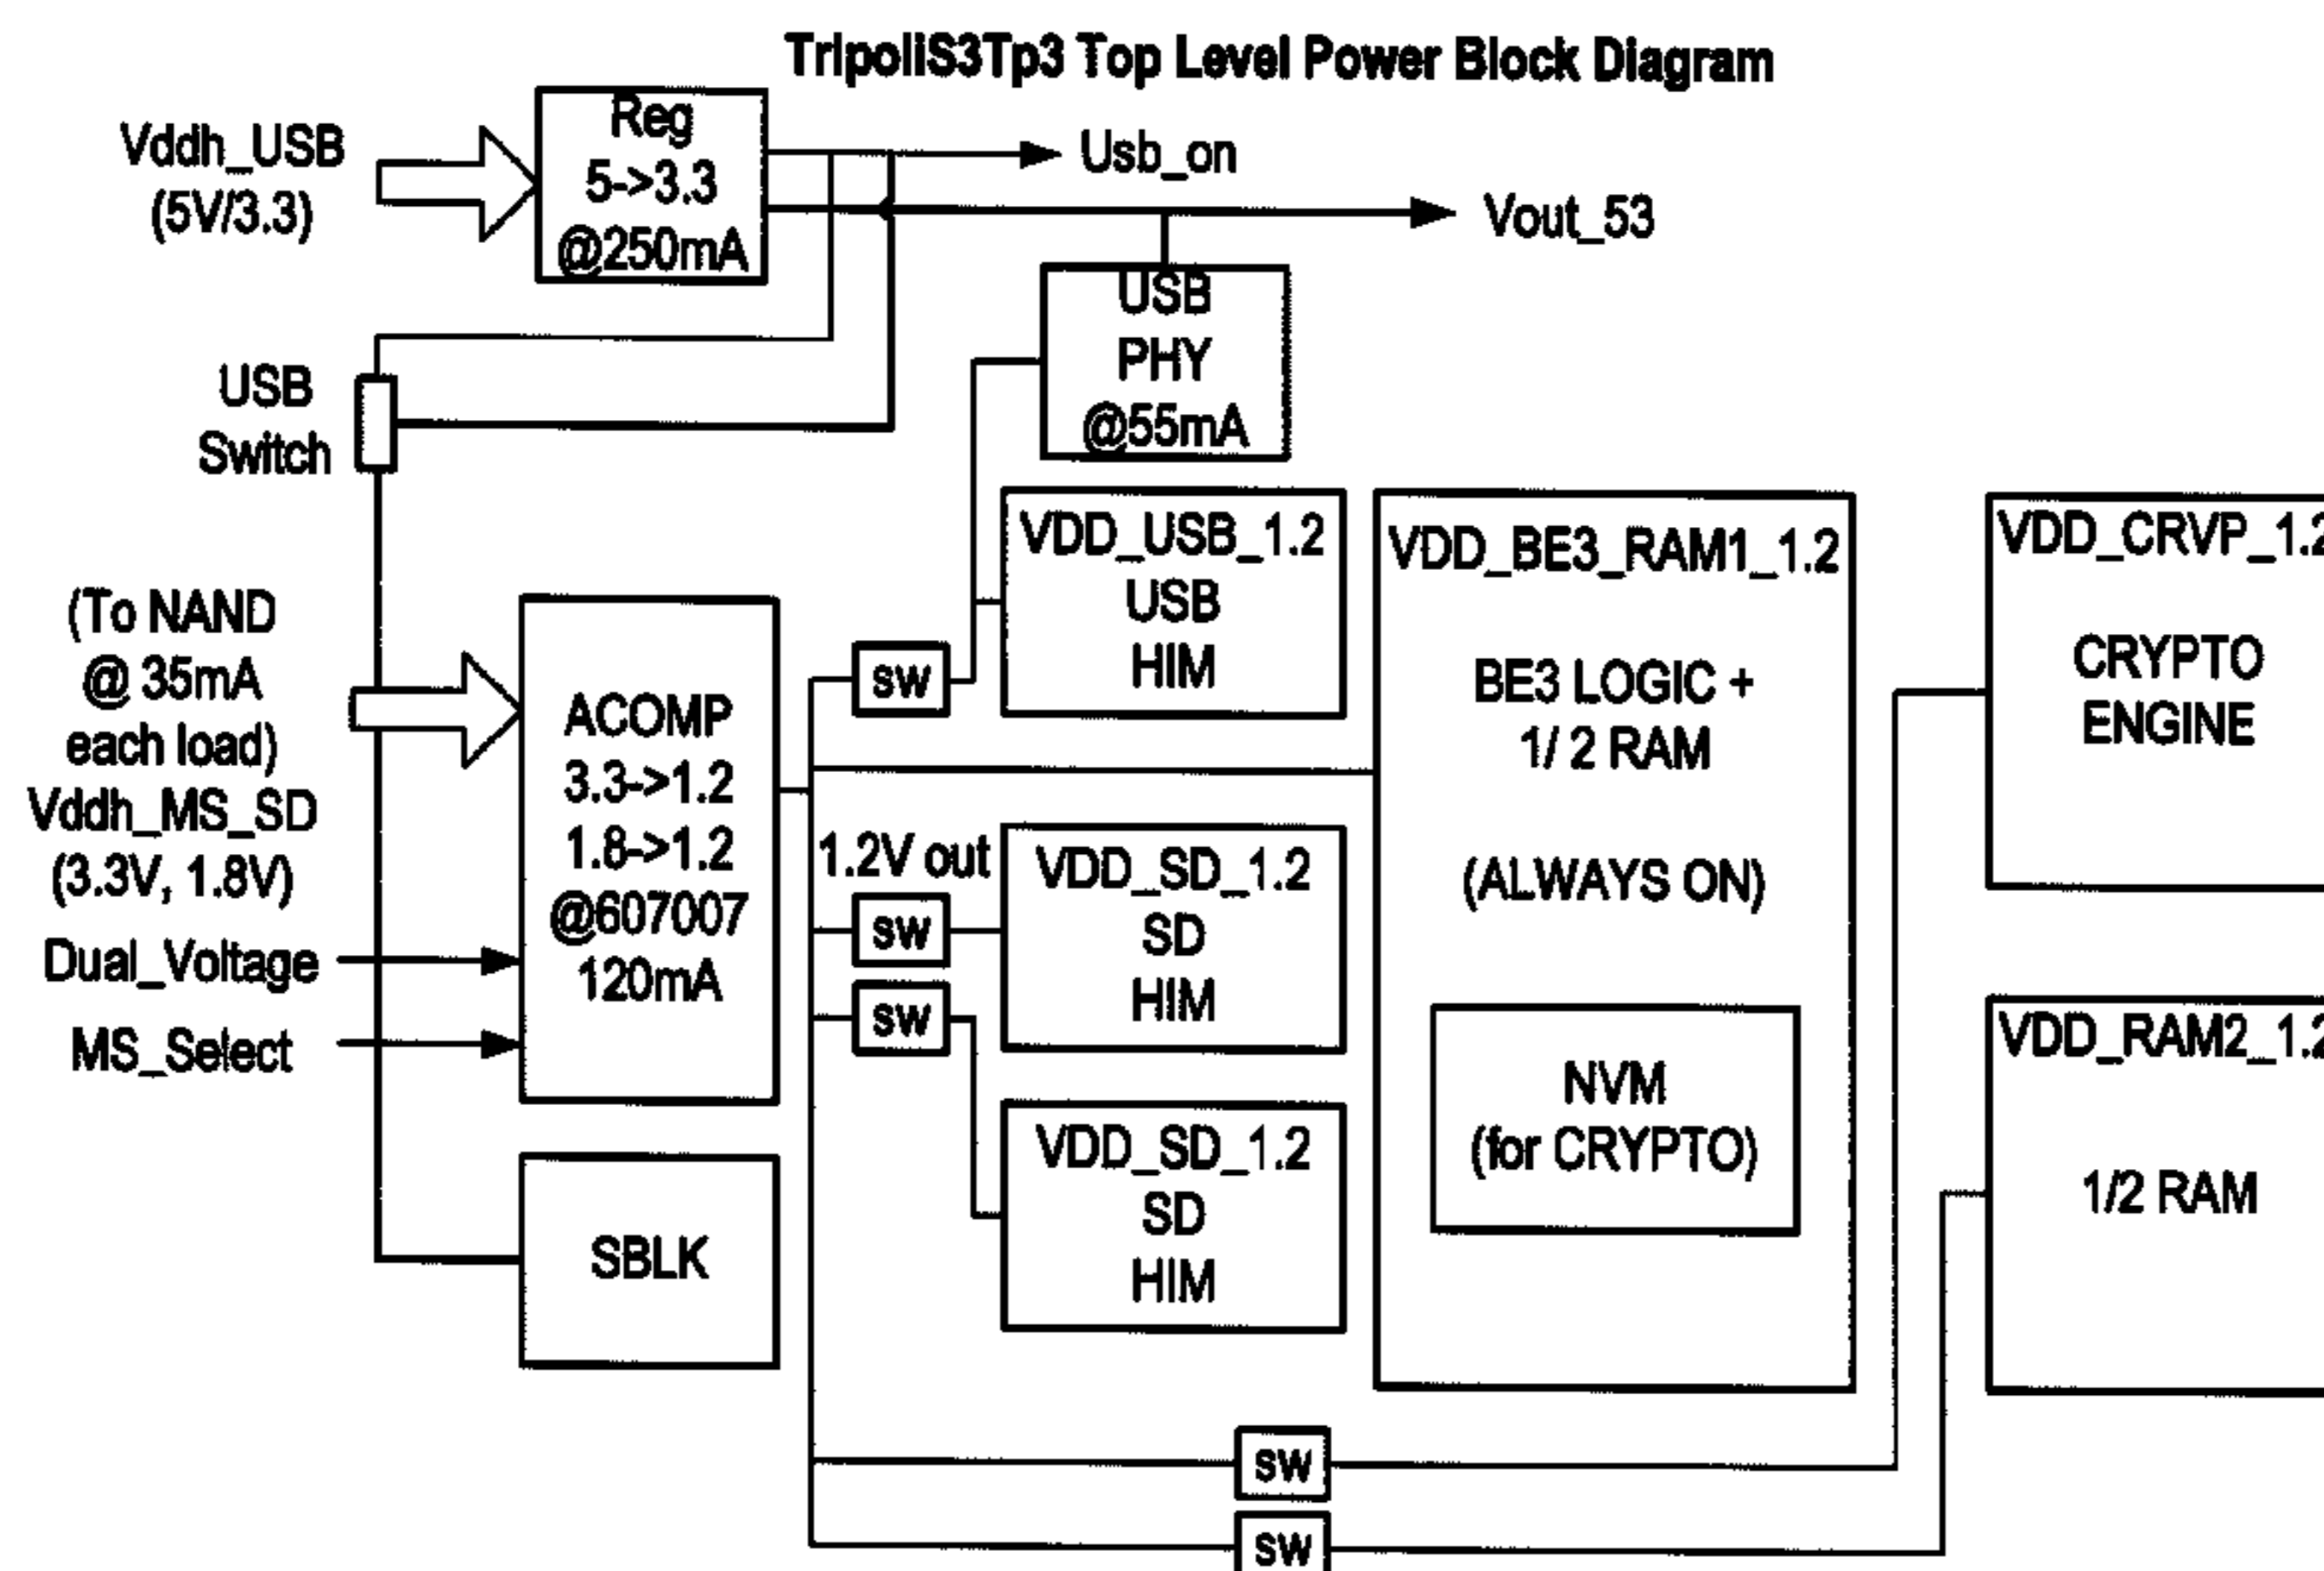 TripoliS3Tp3 Top Level Power Block Diagram
Vddh_USB
(5V/3.3)
Reg
5->3.3
@250mA
Usb_on
Vout_53
USB
PHY
@55mA
USB
Switch
(To NAND
@ 35mA
each load)
Vddh_MS_SD
(3.3V, 1.8V)
Dual_Voltage
MS_Select
ACOMP
3.3->1.2
1.8->1.2
@607007
120mA
SBLK
1.2V out
sw
sw
sw
VDD_USB_1.2
USB
HIM
VDD_SD_1.2
SD
HIM
VDD_SD_1.2
SD
HIM
VDD_BE3_RAM1_1.2
BE3 LOGIC +
1/ 2 RAM
(ALWAYS ON)
NVM
(for CRYPTO)
VDD_CRVP_1.2
CRYPTO
ENGINE
VDD_RAM2_1.2
1/2 RAM
sw
sw